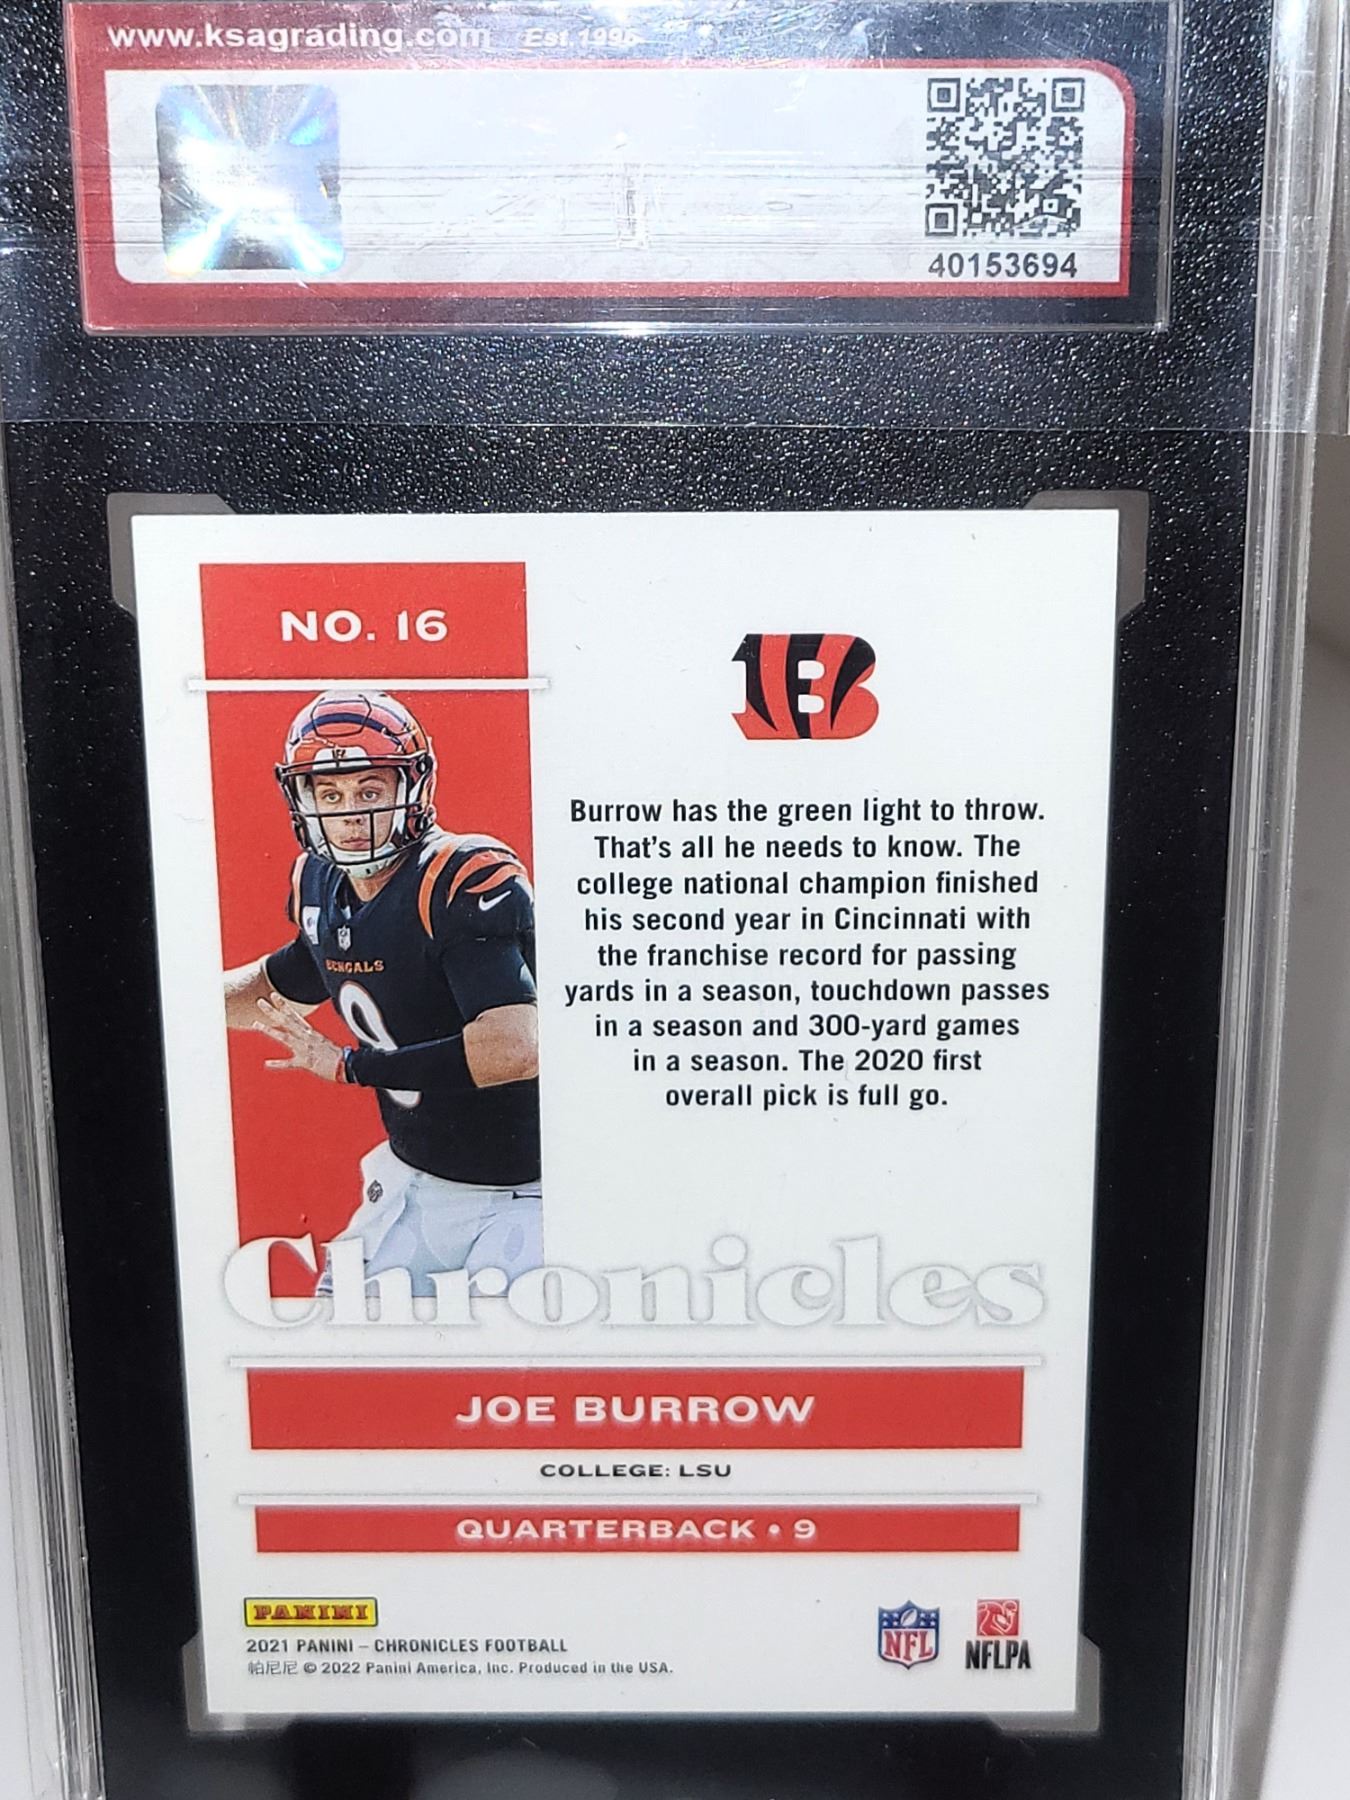 www.ksagrading.com Est. 1996
40153694
NO. 16
B
Burrow has the green light to throw.
That's all he needs to know. The
college national champion finished
his second year in Cincinnati with
the franchise record for passing
yards in a season, touchdown passes
in a season and 300-yard games
in a season. The 2020 first
overall pick is full go.
BENGALS
9
Chronicles
JOE BURROW
COLLEGE: LSU
QUARTERBACK • 9
PANINI
2021 PANINI – CHRONICLES FOOTBALL
帕尼尼 © 2022 Panini America, Inc. Produced in the USA.
NFL
NFLPA